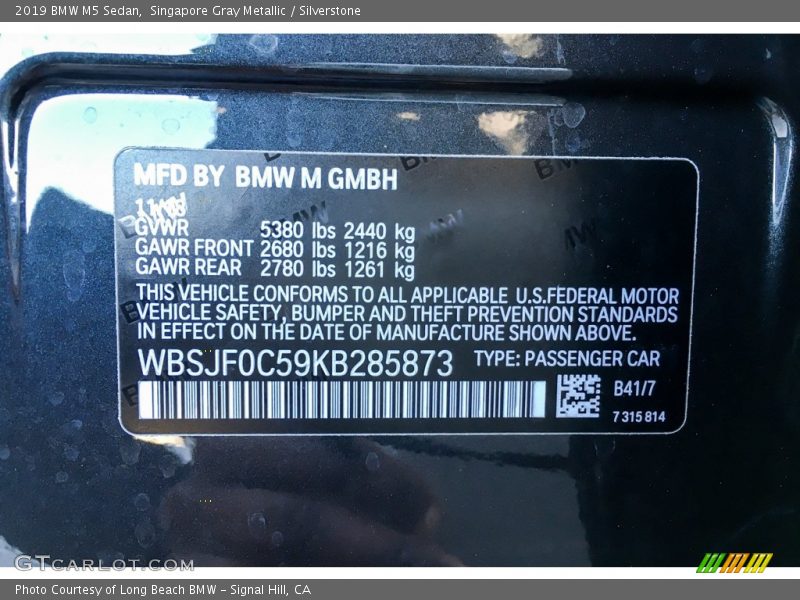 2019 BMW M5 Sedan, Singapore Gray Metallic / Silverstone
MFD BY BMW M GMBH
GVWR 5380 lbs 2440 kg
GAWR FRONT 2680 lbs 1216 kg
GAWR REAR 2780 lbs 1261 kg
THIS VEHICLE CONFORMS TO ALL APPLICABLE U.S.FEDERAL MOTOR
VEHICLE SAFETY, BUMPER AND THEFT PREVENTION STANDARDS
IN EFFECT ON THE DATE OF MANUFACTURE SHOWN ABOVE.
WBSJF0C59KB285873 TYPE: PASSENGER CAR
B41/7
7 315 814
GTCARLOT.COM
Photo Courtesy of Long Beach BMW - Signal Hill, CA